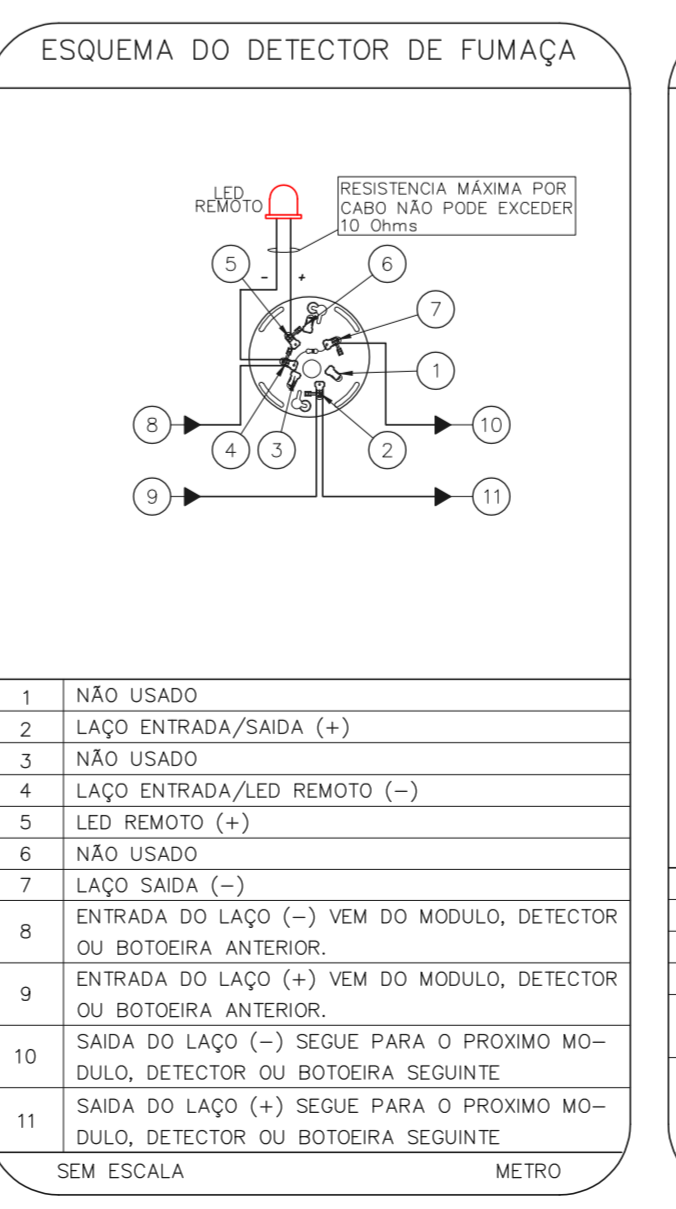 ESQUEMA DO DETECTOR DE FUMAÇA
LED
REMOTO
RESISTENCIA MÁXIMA POR
CABO NÃO PODE EXCEDER
10 Ohms
5
6
- +
7
1
8
10
4
3
2
9
11
1 NÃO USADO
2 LAÇO ENTRADA/SAIDA (+)
3 NÃO USADO
4 LAÇO ENTRADA/LED REMOTO (–)
5 LED REMOTO (+)
6 NÃO USADO
7 LAÇO SAIDA (–)
8 ENTRADA DO LAÇO (–) VEM DO MODULO, DETECTOR
OU BOTOEIRA ANTERIOR.
9 ENTRADA DO LAÇO (+) VEM DO MODULO, DETECTOR
OU BOTOEIRA ANTERIOR.
10 SAIDA DO LAÇO (–) SEGUE PARA O PROXIMO MO–
DULO, DETECTOR OU BOTOEIRA SEGUINTE
11 SAIDA DO LAÇO (+) SEGUE PARA O PROXIMO MO–
DULO, DETECTOR OU BOTOEIRA SEGUINTE
SEM ESCALA METRO